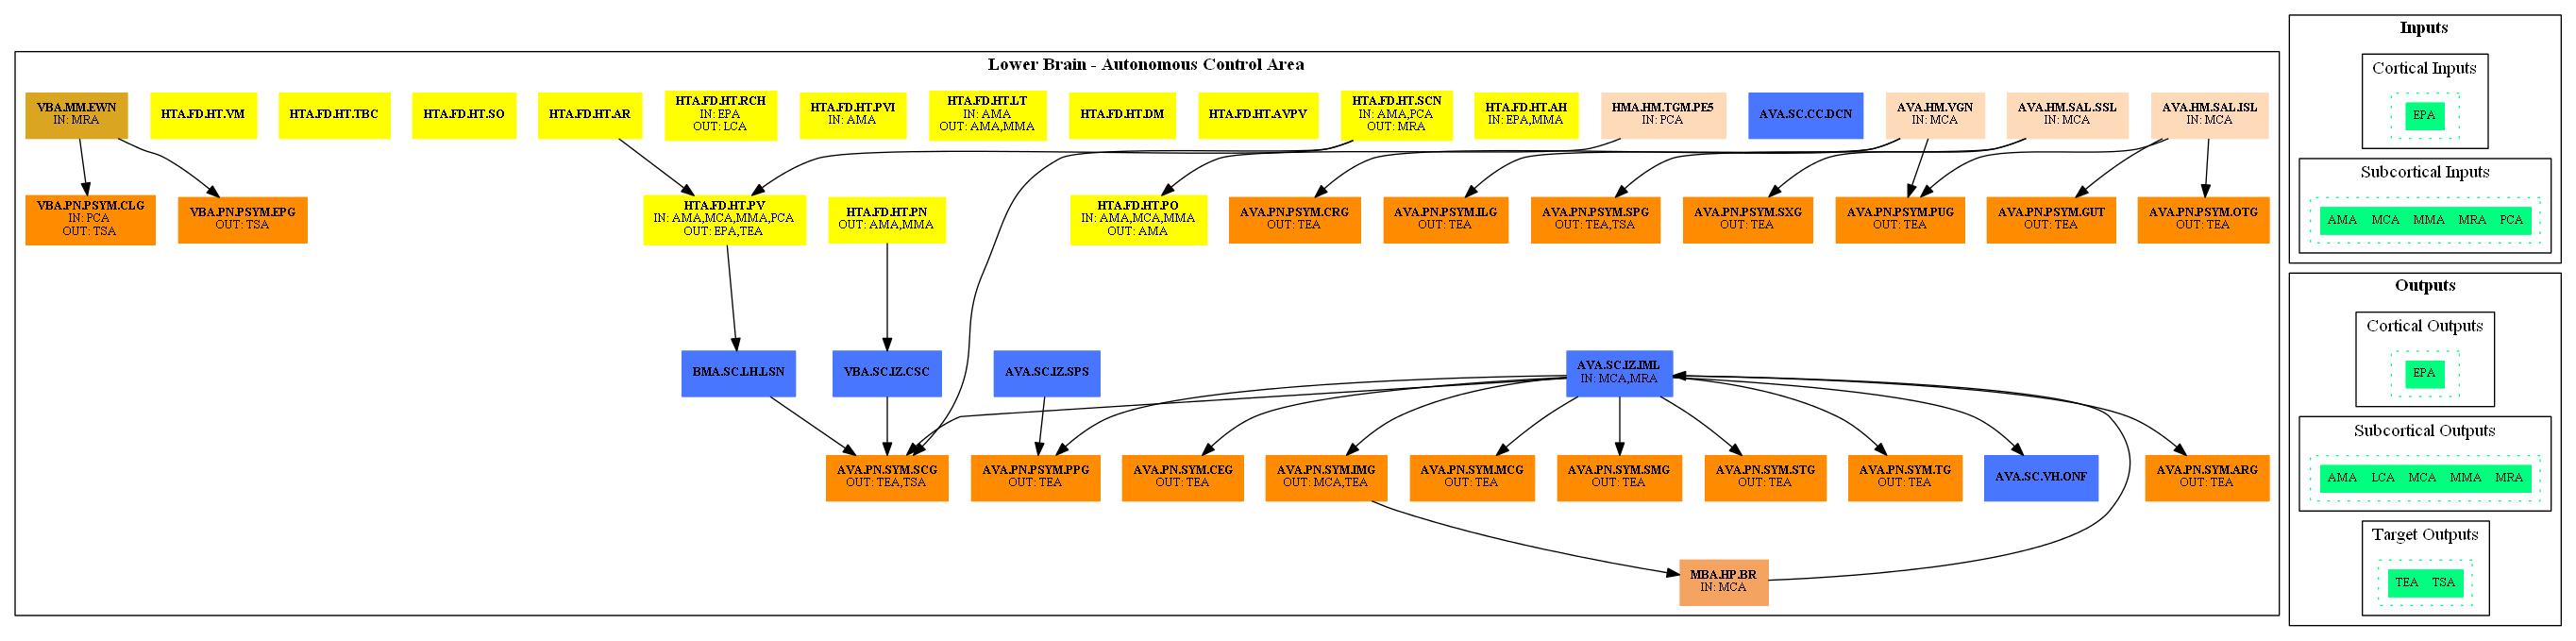 Lower Brain - Autonomous Control Area
VBA.MM.EWN
IN: MRA
HTA.FD.HT.VM
HTA.FD.HT.TBC
HTA.FD.HT.SO
HTA.FD.HT.AR
HTA.FD.HT.RCH
IN: EPA
OUT: LCA
HTA.FD.HT.PVI
IN: AMA
HTA.FD.HT.LT
IN: AMA
OUT: AMA,MMA
HTA.FD.HT.DM
HTA.FD.HT.AVPV
HTA.FD.HT.SCN
IN: AMA,PCA
OUT: MRA
HTA.FD.HT.AH
IN: EPA,MMA
HMA.HM.TGM.PE5
IN: PCA
AVA.SC.CC.DCN
AVA.HM.VGN
IN: MCA
AVA.HM.SAL.SSL
IN: MCA
AVA.HM.SAL.ISL
IN: MCA
VBA.PN.PSYM.CLG
IN: PCA
OUT: TSA
VBA.PN.PSYM.EPG
OUT: TSA
HTA.FD.HT.PV
IN: AMA,MCA,MMA,PCA
OUT: EPA,TEA
HTA.FD.HT.PN
OUT: AMA,MMA
HTA.FD.HT.PO
IN: AMA,MCA,MMA
OUT: AMA
AVA.PN.PSYM.CRG
OUT: TEA
AVA.PN.PSYM.ILG
OUT: TEA
AVA.PN.PSYM.SPG
OUT: TEA,TSA
AVA.PN.PSYM.SXG
OUT: TEA
AVA.PN.PSYM.PUG
OUT: TEA
AVA.PN.PSYM.GUT
OUT: TEA
AVA.PN.PSYM.OTG
OUT: TEA
BMA.SC.LH.LSN
VBA.SC.IZ.CSC
AVA.SC.IZ.SPS
AVA.SC.IZ.IML
IN: MCA,MRA
AVA.PN.SYM.SCG
OUT: TEA,TSA
AVA.PN.PSYM.PPG
OUT: TEA
AVA.PN.SYM.CEG
OUT: TEA
AVA.PN.SYM.IMG
OUT: MCA,TEA
AVA.PN.SYM.MCG
OUT: TEA
AVA.PN.SYM.SMG
OUT: TEA
AVA.PN.SYM.STG
OUT: TEA
AVA.PN.SYM.TG
OUT: TEA
AVA.SC.VH.ONF
AVA.PN.SYM.ARG
OUT: TEA
MBA.HP.BR
IN: MCA
Inputs
Cortical Inputs
EPA
Subcortical Inputs
AMA MCA MMA MRA PCA
Outputs
Cortical Outputs
EPA
Subcortical Outputs
AMA LCA MCA MMA MRA
Target Outputs
TEA TSA